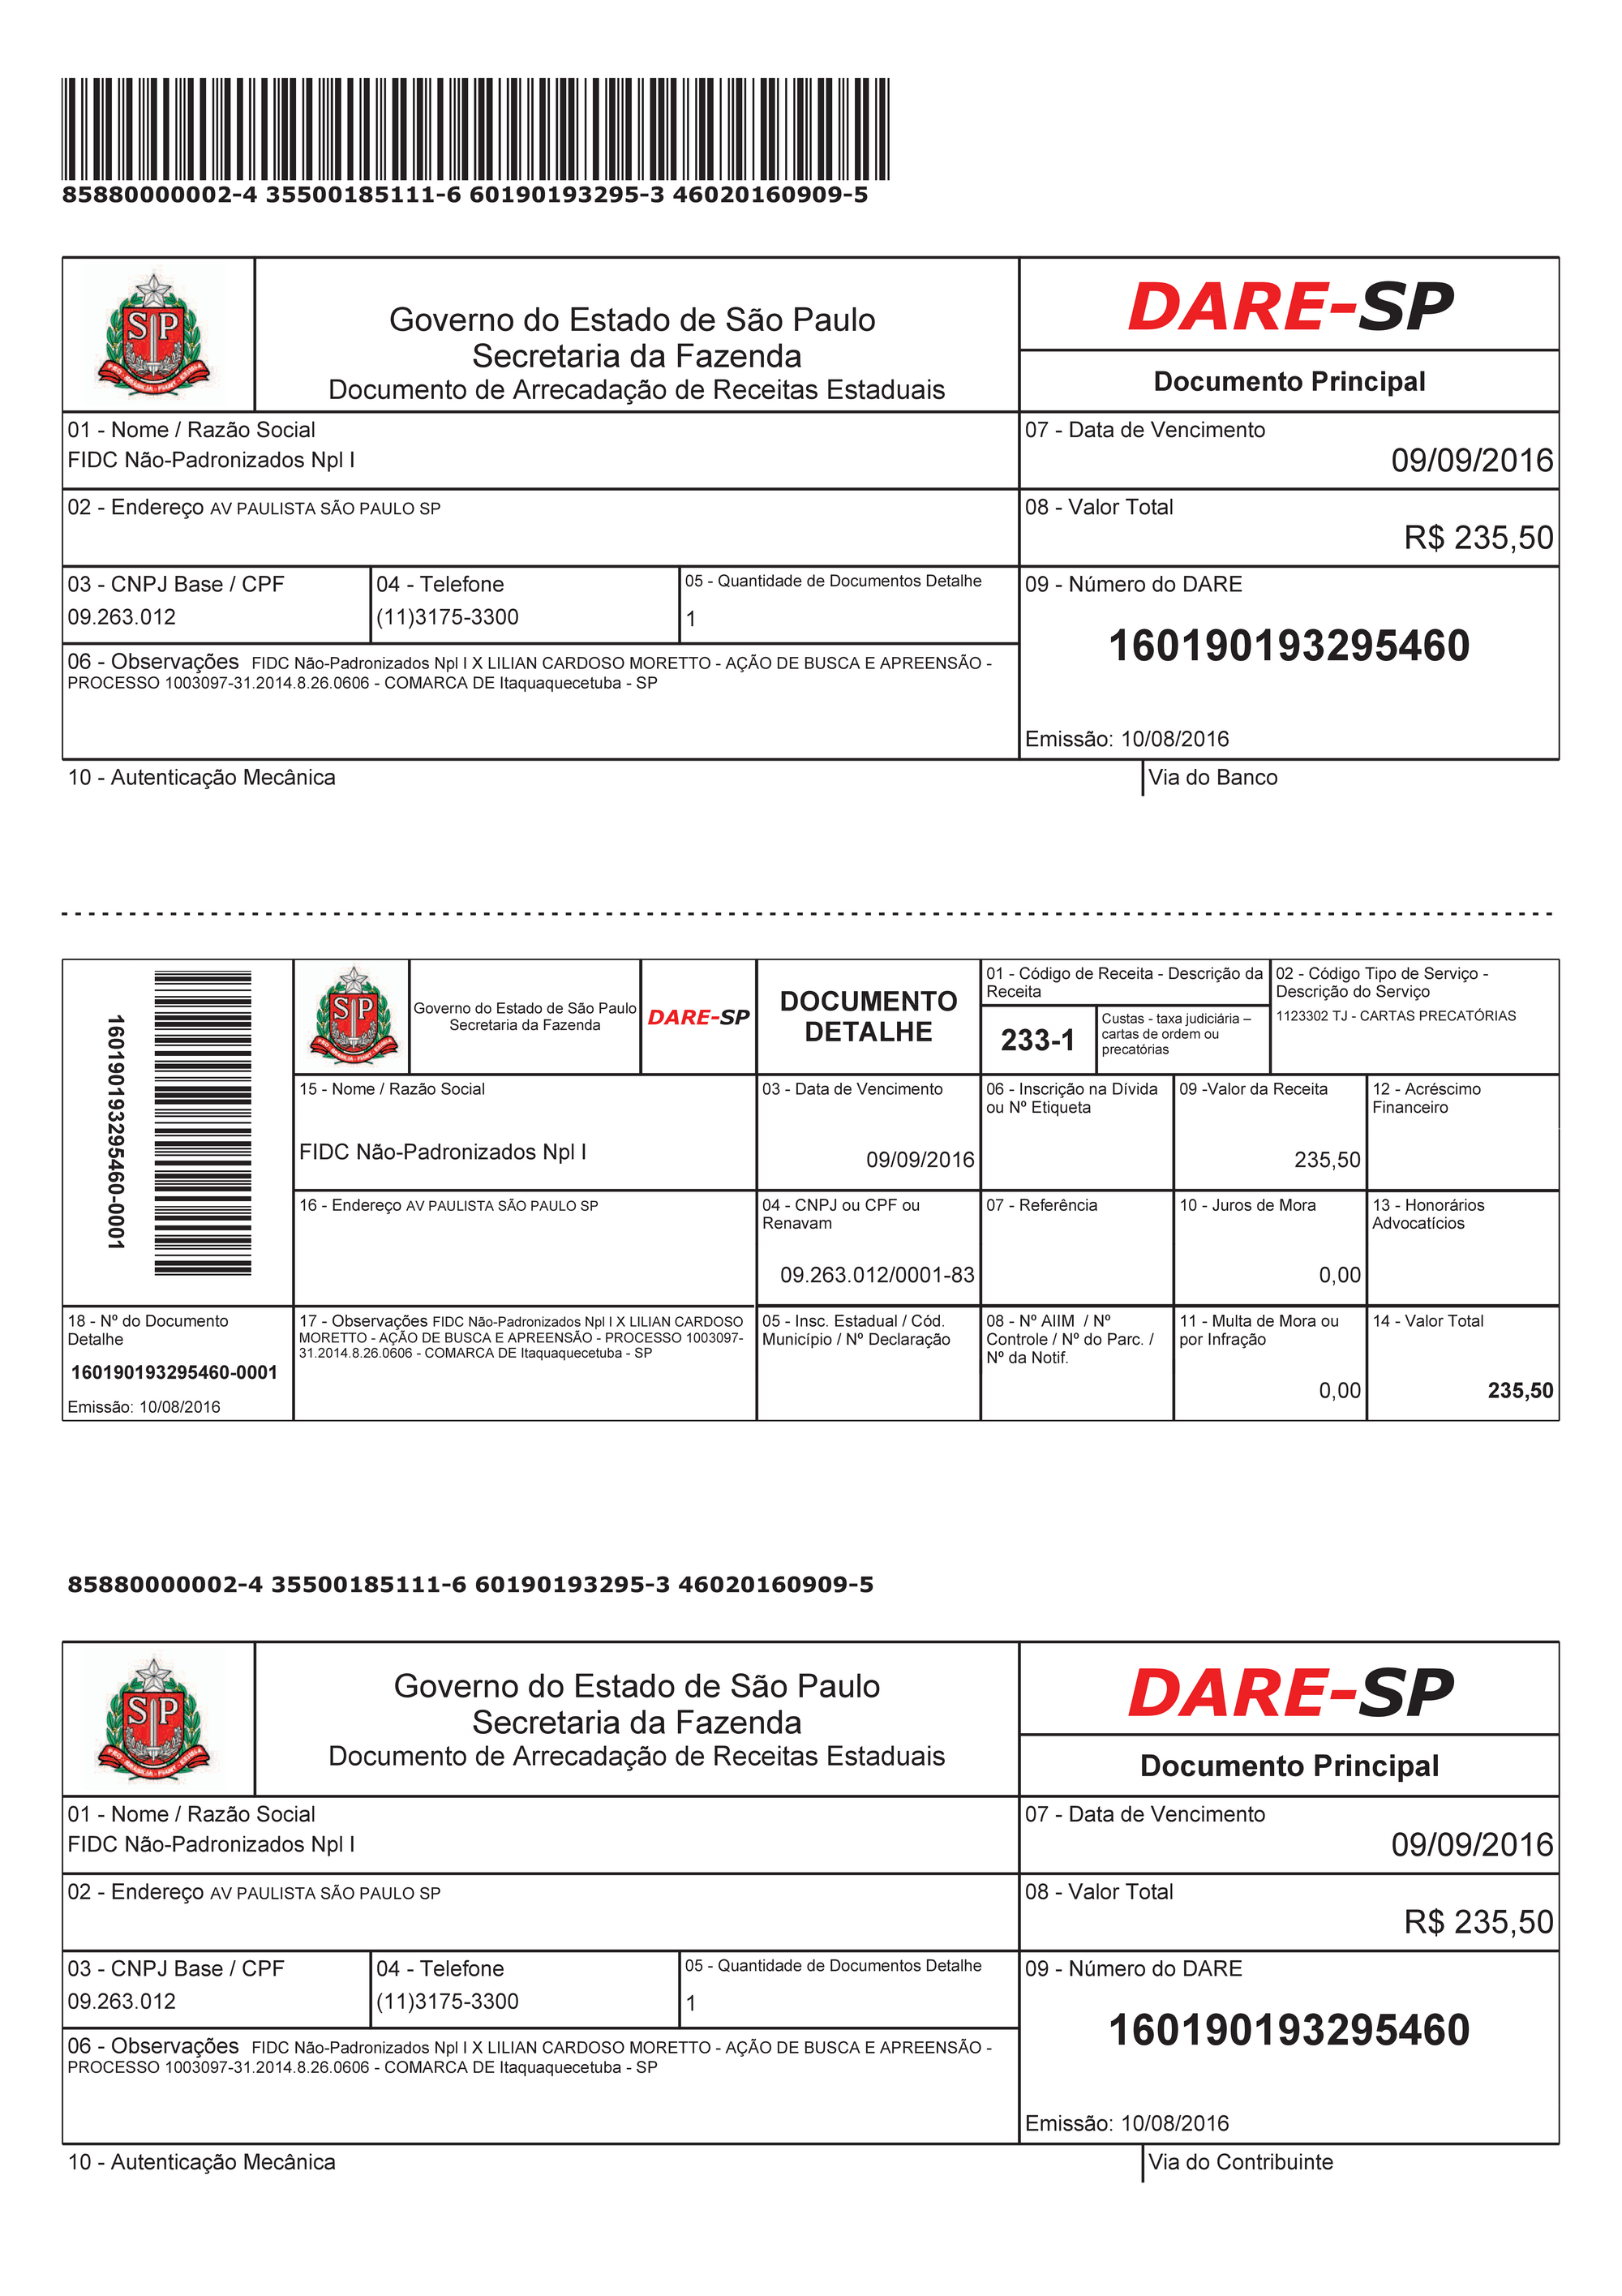 85880000002-4 35500185111-6 60190193295-3 46020160909-5
Governo do Estado de São Paulo
Secretaria da Fazenda
Documento de Arrecadação de Receitas Estaduais
DARE-SP
Documento Principal
01 - Nome / Razão Social
FIDC Não-Padronizados Npl I
07 - Data de Vencimento
09/09/2016
02 - Endereço AV PAULISTA SÃO PAULO SP
08 - Valor Total
R$ 235,50
03 - CNPJ Base / CPF
09.263.012
04 - Telefone
(11)3175-3300
05 - Quantidade de Documentos Detalhe
1
09 - Número do DARE
160190193295460
Emissão: 10/08/2016
06 - Observações FIDC Não-Padronizados Npl I X LILIAN CARDOSO MORETTO - AÇÃO DE BUSCA E APREENSÃO -
PROCESSO 1003097-31.2014.8.26.0606 - COMARCA DE Itaquaquecetuba - SP
10 - Autenticação Mecânica
Via do Banco
160190193295460-0001
Governo do Estado de São Paulo
Secretaria da Fazenda
DARE-SP
DOCUMENTO
DETALHE
01 - Código de Receita - Descrição da
Receita
233-1
Custas - taxa judiciária –
cartas de ordem ou
precatórias
02 - Código Tipo de Serviço -
Descrição do Serviço
1123302 TJ - CARTAS PRECATÓRIAS
15 - Nome / Razão Social
FIDC Não-Padronizados Npl I
03 - Data de Vencimento
09/09/2016
06 - Inscrição na Dívida
ou Nº Etiqueta
09 -Valor da Receita
235,50
12 - Acréscimo
Financeiro
16 - Endereço AV PAULISTA SÃO PAULO SP
04 - CNPJ ou CPF ou
Renavam
09.263.012/0001-83
07 - Referência
10 - Juros de Mora
0,00
13 - Honorários
Advocatícios
18 - Nº do Documento
Detalhe
160190193295460-0001
Emissão: 10/08/2016
17 - Observações FIDC Não-Padronizados Npl I X LILIAN CARDOSO
MORETTO - AÇÃO DE BUSCA E APREENSÃO - PROCESSO 1003097-
31.2014.8.26.0606 - COMARCA DE Itaquaquecetuba - SP
05 - Insc. Estadual / Cód.
Município / Nº Declaração
08 - Nº AIIM / Nº
Controle / Nº do Parc. /
Nº da Notif.
11 - Multa de Mora ou
por Infração
0,00
14 - Valor Total
235,50
85880000002-4 35500185111-6 60190193295-3 46020160909-5
Governo do Estado de São Paulo
Secretaria da Fazenda
Documento de Arrecadação de Receitas Estaduais
DARE-SP
Documento Principal
01 - Nome / Razão Social
FIDC Não-Padronizados Npl I
07 - Data de Vencimento
09/09/2016
02 - Endereço AV PAULISTA SÃO PAULO SP
08 - Valor Total
R$ 235,50
03 - CNPJ Base / CPF
09.263.012
04 - Telefone
(11)3175-3300
05 - Quantidade de Documentos Detalhe
1
09 - Número do DARE
160190193295460
Emissão: 10/08/2016
06 - Observações FIDC Não-Padronizados Npl I X LILIAN CARDOSO MORETTO - AÇÃO DE BUSCA E APREENSÃO -
PROCESSO 1003097-31.2014.8.26.0606 - COMARCA DE Itaquaquecetuba - SP
10 - Autenticação Mecânica
Via do Contribuinte